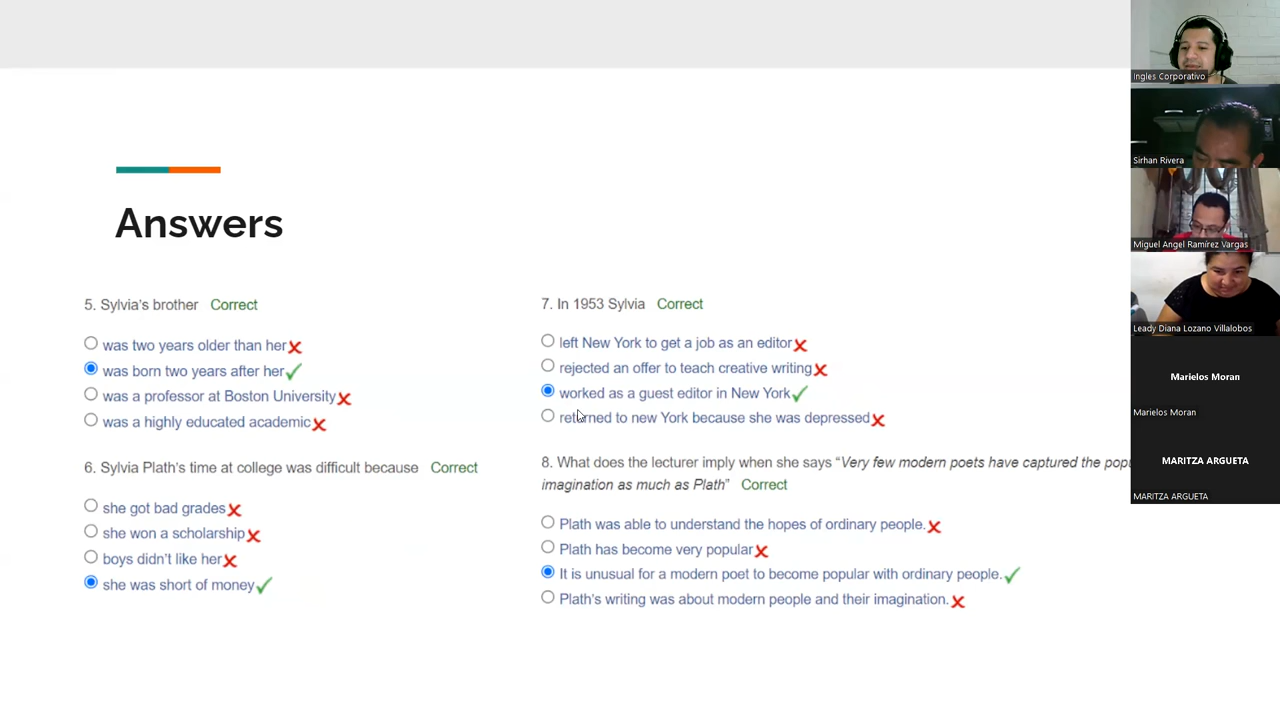 Answers
5. Sylvia's brother Correct
was two years older than her
was born two years after her
was a professor at Boston University
was a highly educated academic
6. Sylvia Plath's time at college was difficult because Correct
she got bad grades
she won a scholarship
boys didn't like her
she was short of money
7. In 1953 Sylvia Correct
left New York to get a job as an editor
rejected an offer to teach creative writing
worked as a guest editor in New York
returned to new York because she was depressed
8. What does the lecturer imply when she says "Very few modern poets have captured the popu
imagination as much as Plath" Correct
Plath was able to understand the hopes of ordinary people.
Plath has become very popular
It is unusual for a modern poet to become popular with ordinary people.
Plath's writing was about modern people and their imagination.
Ingles Corporativo
Sirhan Rivera
Miguel Angel Ramírez Vargas
Leady Diana Lozano Villalobos
Marielos Moran
Marielos Moran
MARITZA ARGUETA
MARITZA ARGUETA